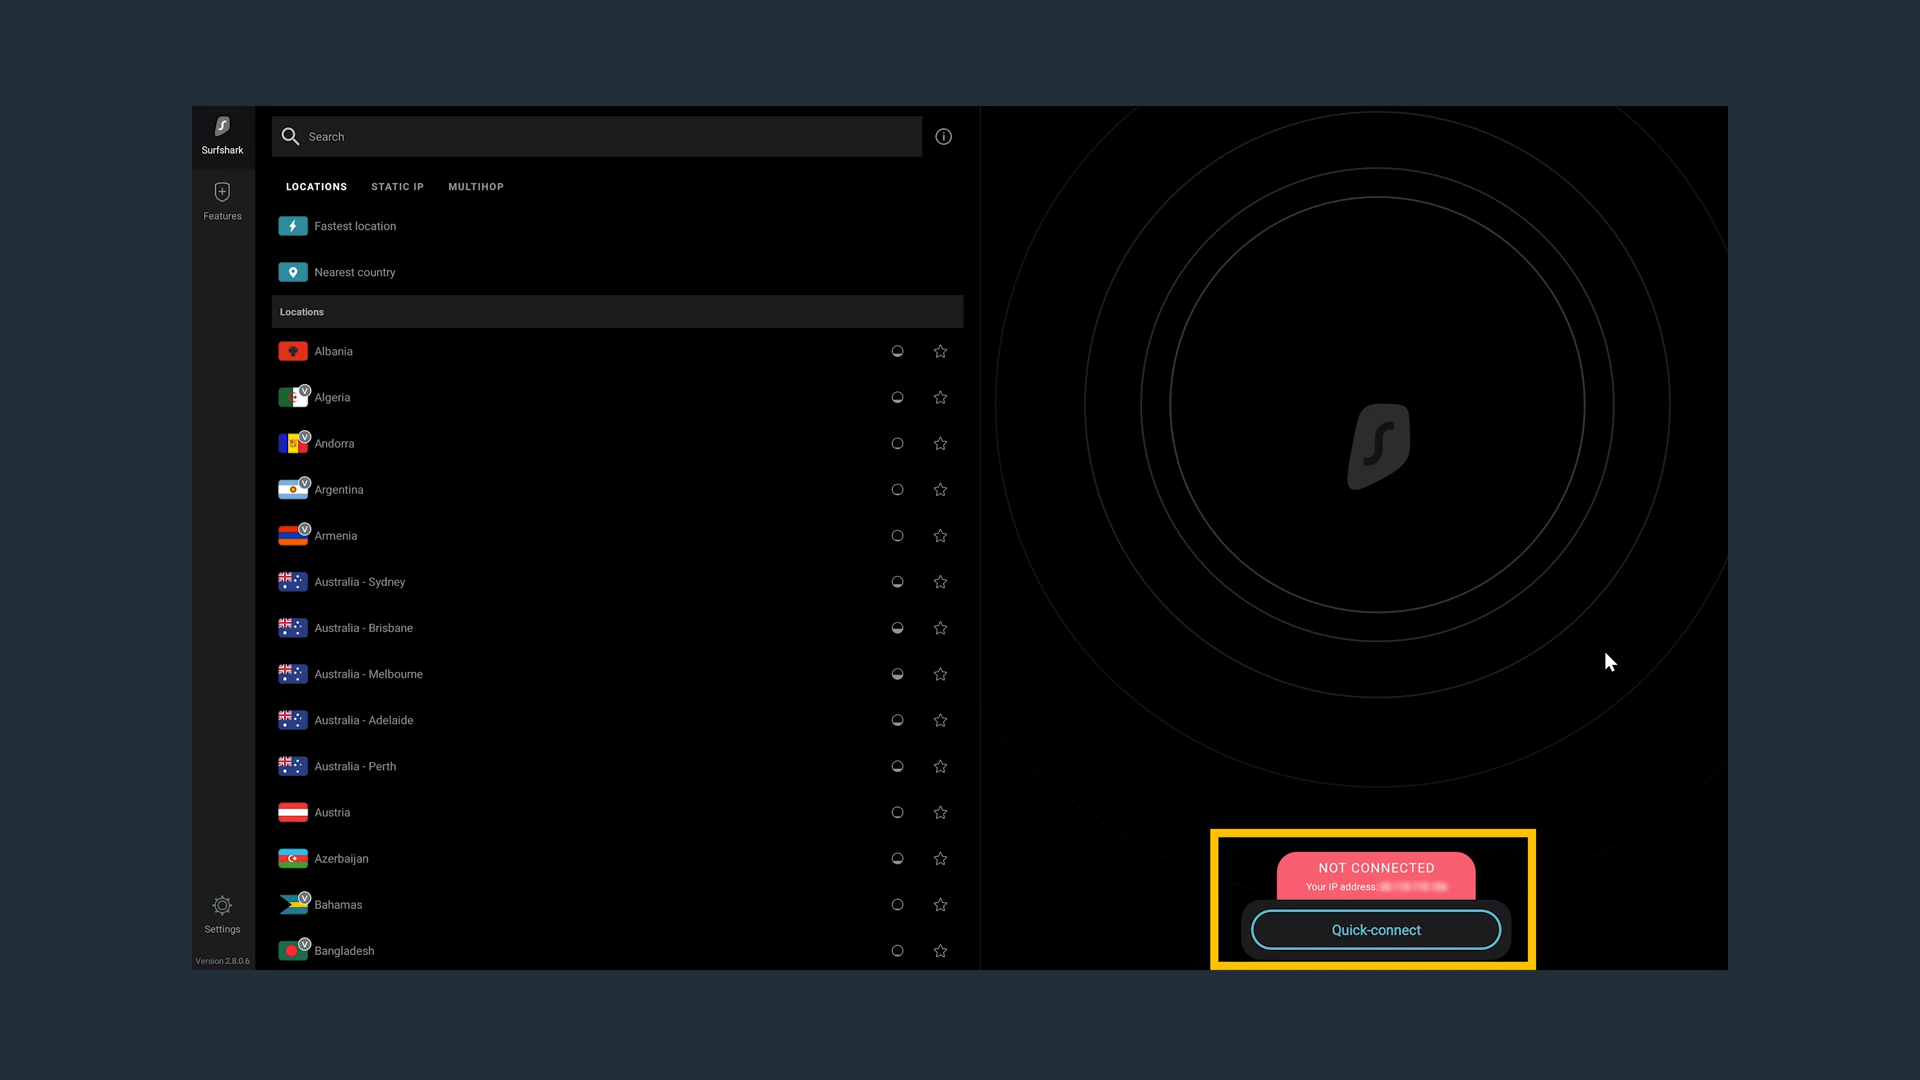 Surfshark
Features
Settings
Version 2.8.0.6
Search
LOCATIONS STATIC IP MULTIHOP
Fastest location
Nearest country
Locations
Albania
V
Algeria
V
Andorra
V
Argentina
V
Armenia
Australia - Sydney
Australia - Brisbane
Australia - Melbourne
Australia - Adelaide
Australia - Perth
Austria
Azerbaijan
V
Bahamas
V
Bangladesh
NOT CONNECTED
Your IP address:
Quick-connect